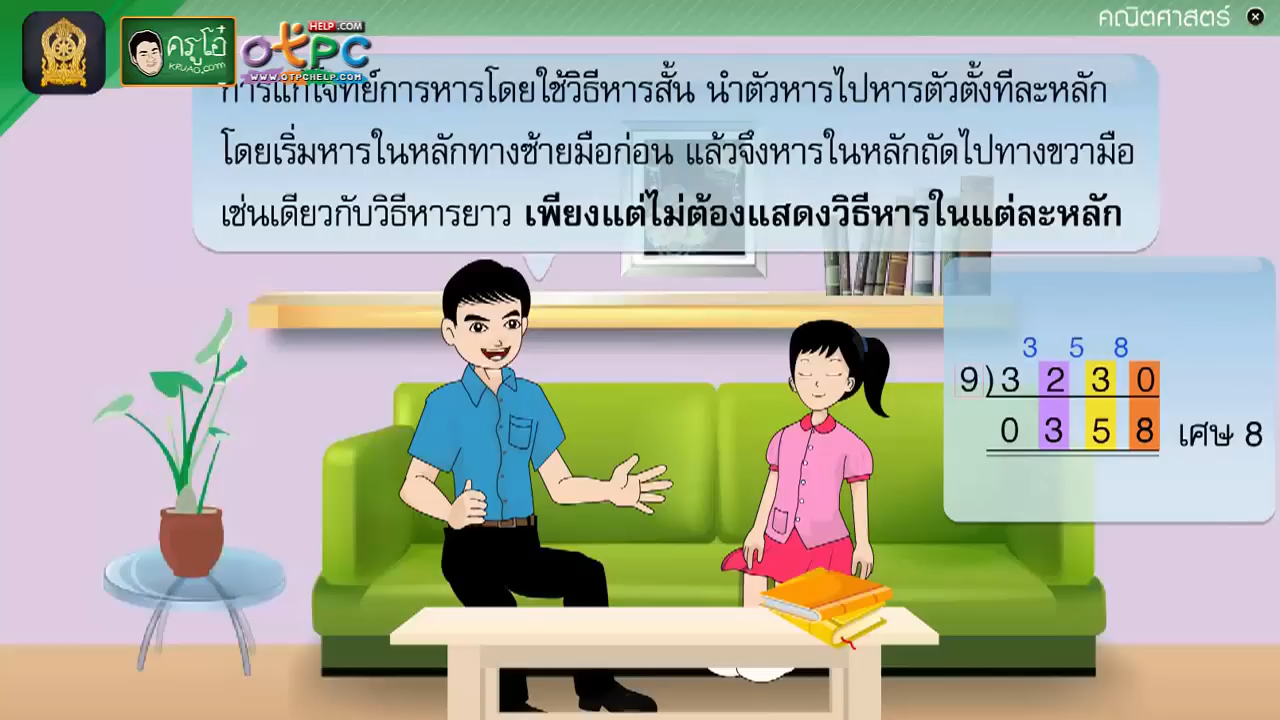 คณิตศาสตร์
ครูโอ๋
KRUAO.com
HELP.COM
OTPC
WWW.OTPCHELP.COM
การแก้โจทย์การหารโดยใช้วิธีหารสั้น นำตัวหารไปหารตัวตั้งทีละหลัก
โดยเริ่มหารในหลักทางซ้ายมือก่อน แล้วจึงหารในหลักถัดไปทางขวามือ
เช่นเดียวกับวิธีหารยาว เพียงแต่ไม่ต้องแสดงวิธีหารในแต่ละหลัก
3 5 8
9)3 2 3 0
0 3 5 8 เศษ 8